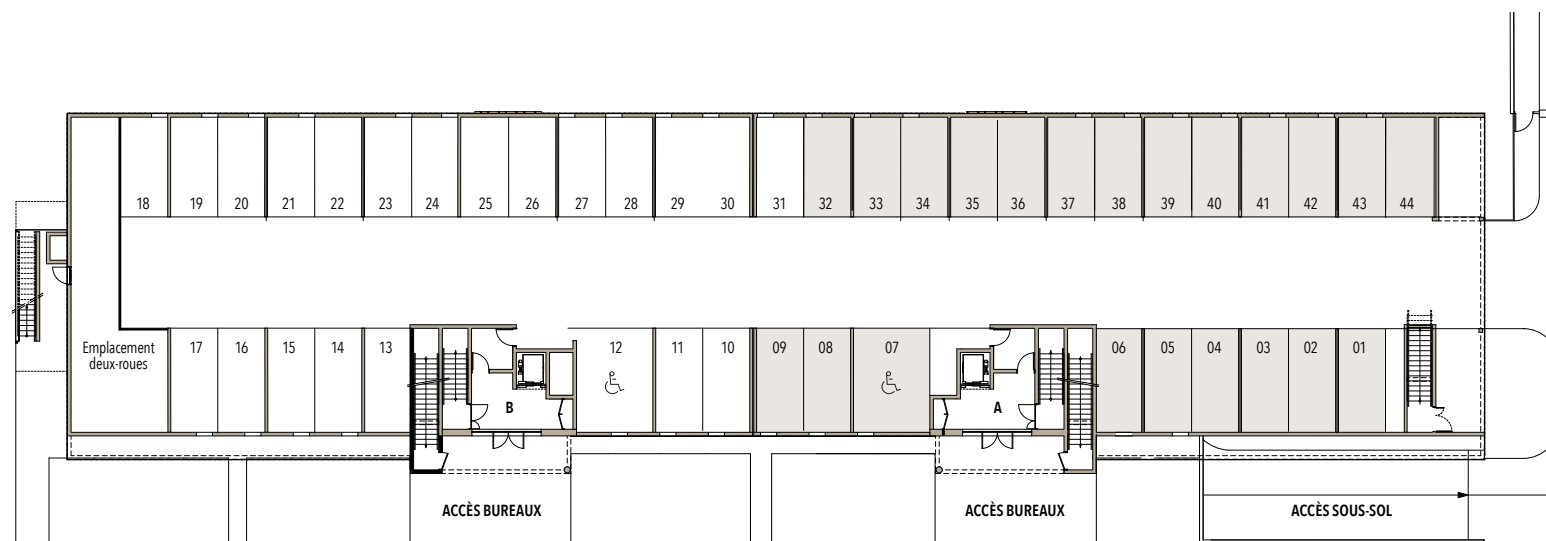 18 19 20 21 22 23 24 25 26 27 28 29 30 31 32 33 34 35 36 37 38 39 40 41 42 43 44
Emplacement
deux-roues
17 16 15 14 13 12 11 10 09 08 07 06 05 04 03 02 01
B A
ACCÈS BUREAUX ACCÈS BUREAUX ACCÈS SOUS-SOL